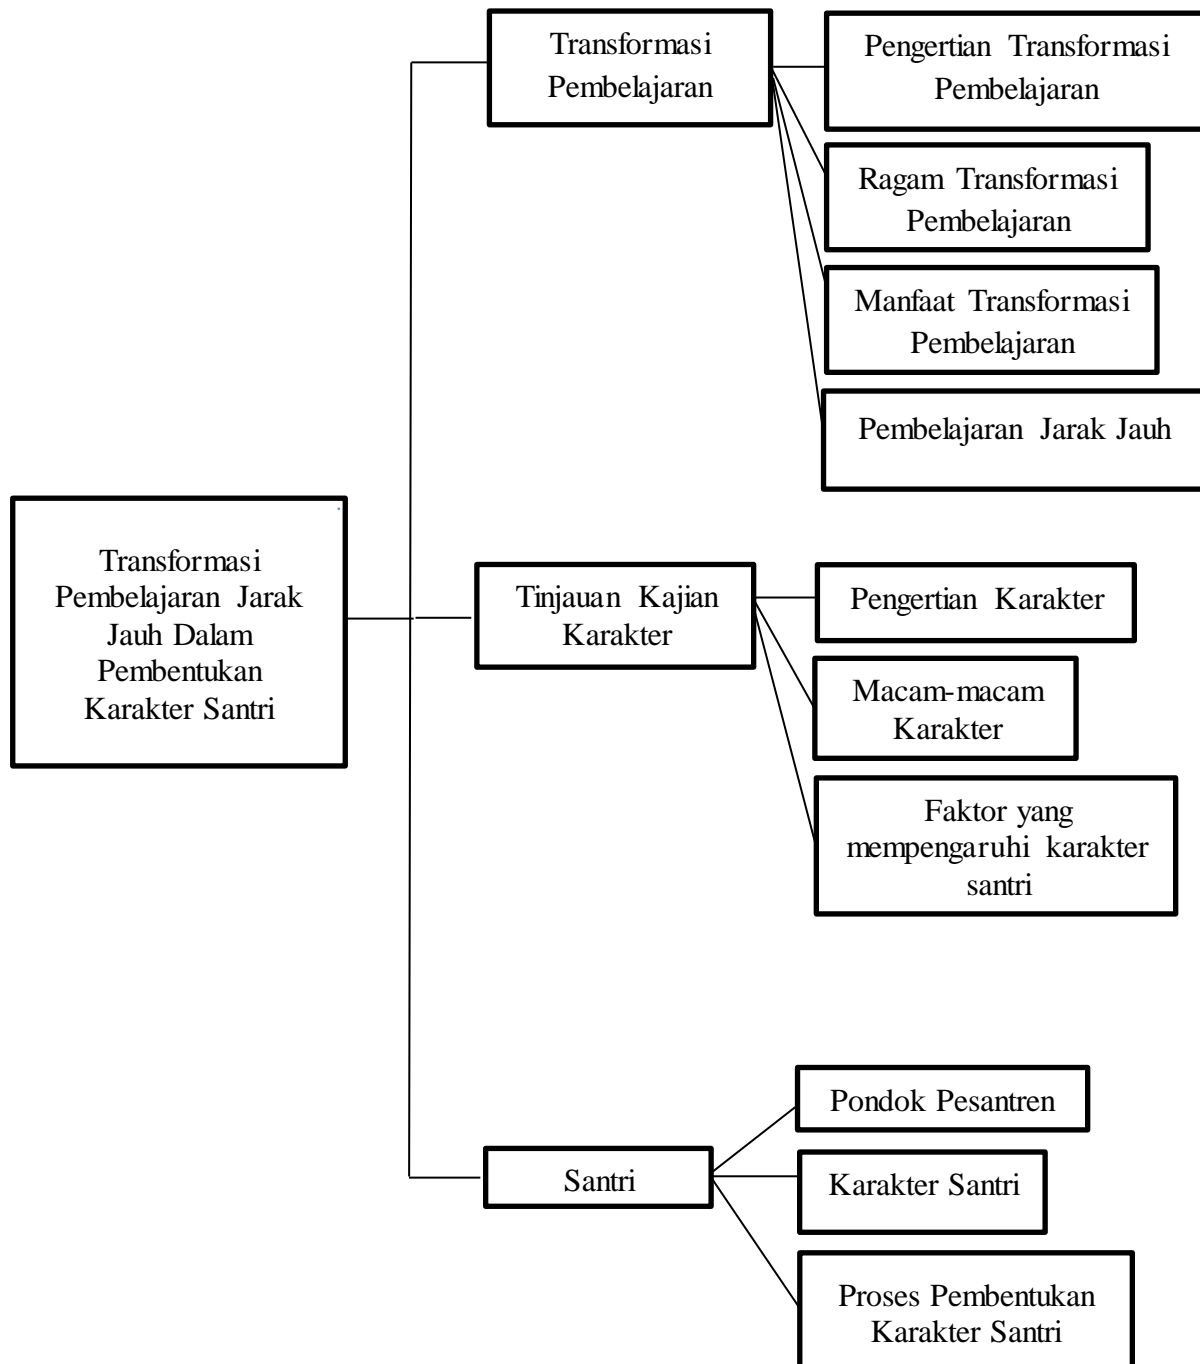 Transformasi
Pembelajaran Jarak
Jauh Dalam
Pembentukan
Karakter Santri
Transformasi
Pembelajaran
Pengertian Transformasi
Pembelajaran
Ragam Transformasi
Pembelajaran
Manfaat Transformasi
Pembelajaran
Pembelajaran Jarak Jauh
Tinjauan Kajian
Karakter
Pengertian Karakter
Macam-macam
Karakter
Faktor yang
mempengaruhi karakter
santri
Santri
Pondok Pesantren
Karakter Santri
Proses Pembentukan
Karakter Santri